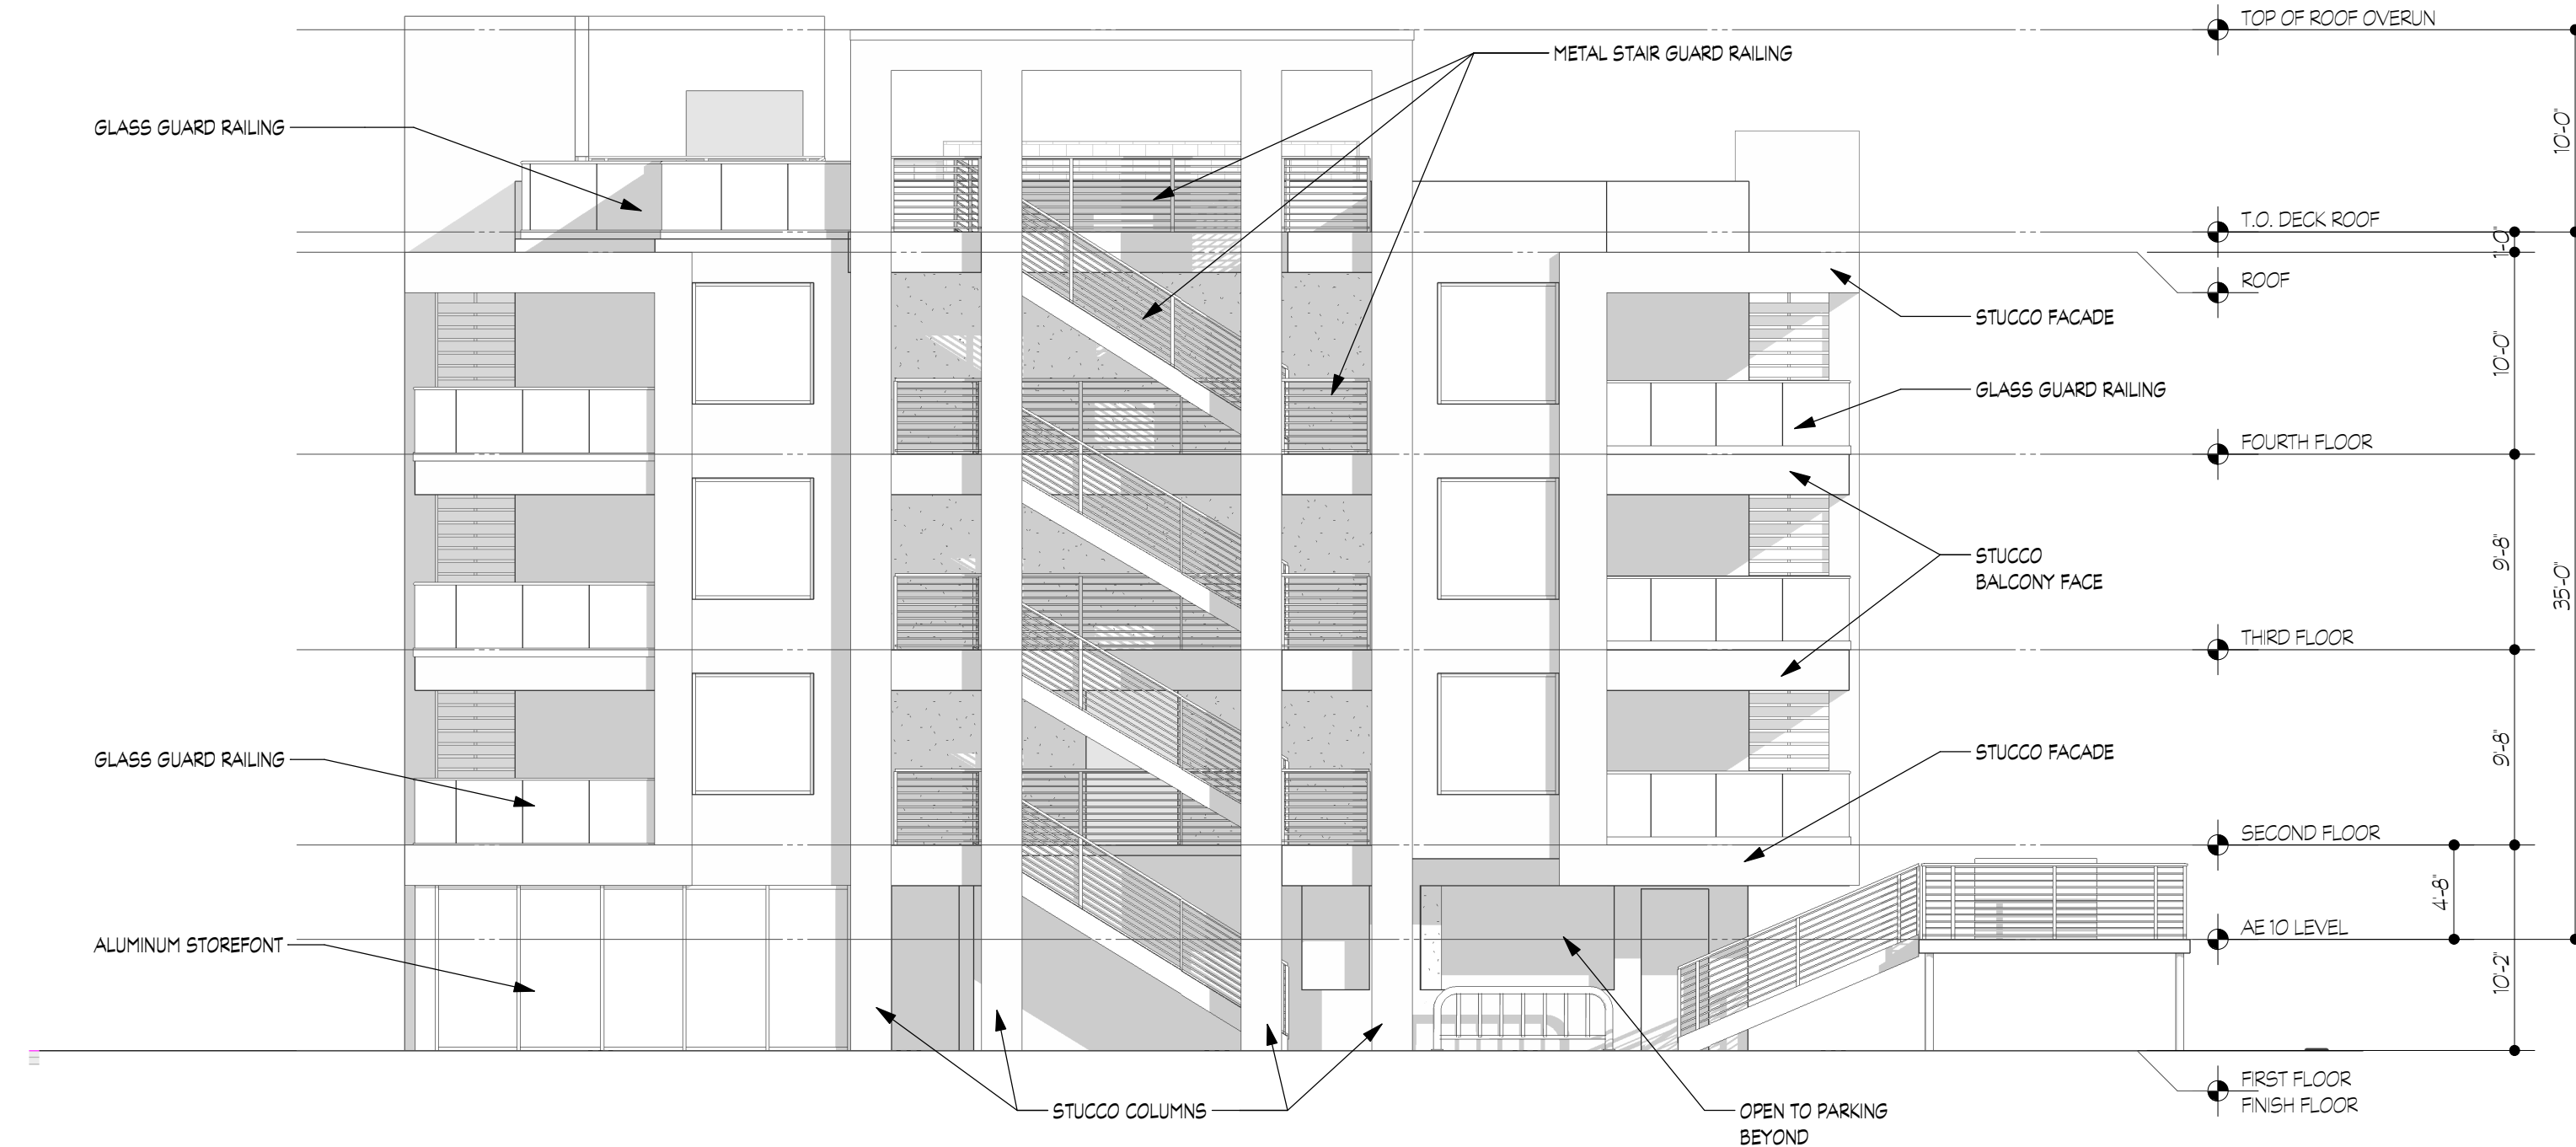 TOP OF ROOF OVERUN
METAL STAIR GUARD RAILING
GLASS GUARD RAILING
10'-0"
T.O. DECK ROOF
1'-0"
ROOF
STUCCO FACADE
10'-0"
GLASS GUARD RAILING
FOURTH FLOOR
STUCCO
BALCONY FACE
9'-8"
35'-0"
THIRD FLOOR
GLASS GUARD RAILING
STUCCO FACADE
9'-8"
SECOND FLOOR
4'-8"
ALUMINUM STOREFONT
AE 10 LEVEL
10'-2"
FIRST FLOOR
FINISH FLOOR
STUCCO COLUMNS
OPEN TO PARKING
BEYOND